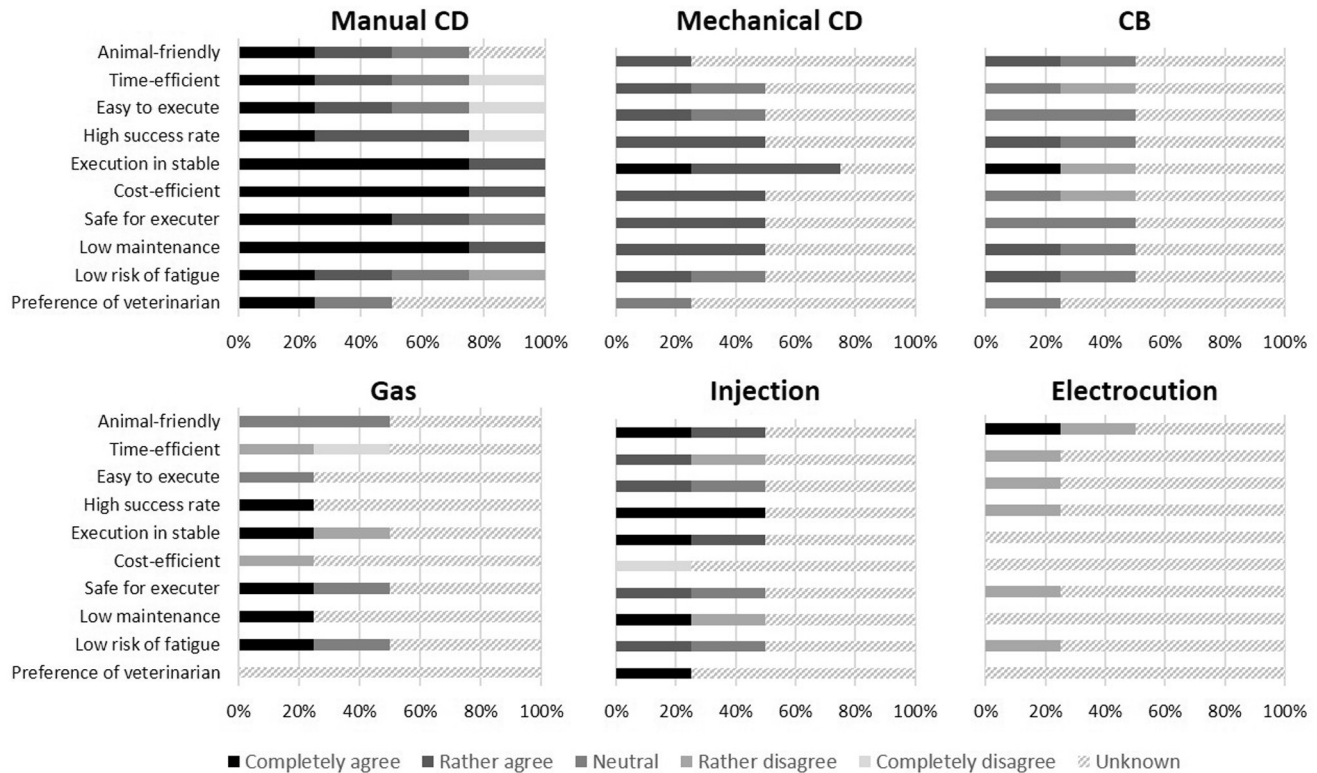 Manual CD
Mechanical CD
CB
Animal-friendly
Time-efficient
Easy to execute
High success rate
Execution in stable
Cost-efficient
Safe for executer
Low maintenance
Low risk of fatigue
Preference of veterinarian
0% 20% 40% 60% 80% 100%
0% 20% 40% 60% 80% 100%
0% 20% 40% 60% 80% 100%
Gas
Injection
Electrocution
Animal-friendly
Time-efficient
Easy to execute
High success rate
Execution in stable
Cost-efficient
Safe for executer
Low maintenance
Low risk of fatigue
Preference of veterinarian
0% 20% 40% 60% 80% 100%
0% 20% 40% 60% 80% 100%
0% 20% 40% 60% 80% 100%
Completely agree Rather agree Neutral Rather disagree Completely disagree Unknown